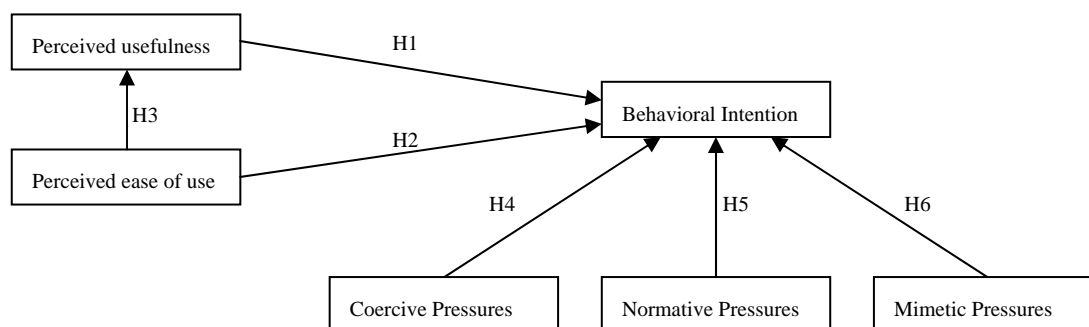 Perceived usefulness
H1
H3
Behavioral Intention
H2
Perceived ease of use
H4
H5
H6
Coercive Pressures
Normative Pressures
Mimetic Pressures